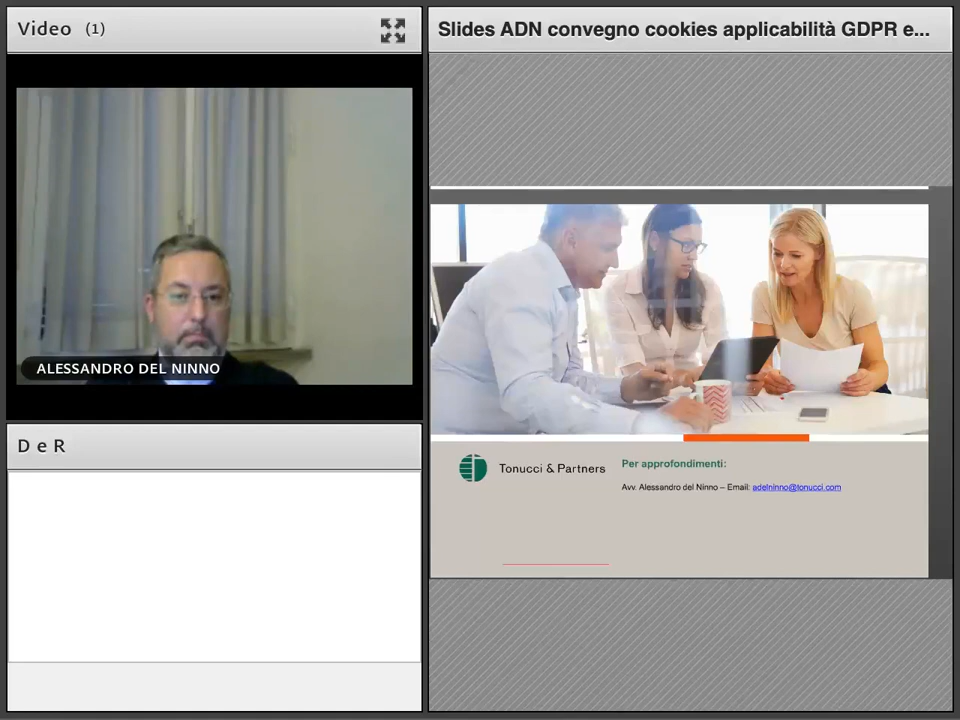 Video (1)
ALESSANDRO DEL NINNO
D e R
Slides ADN convegno cookies applicabilità GDPR e...
Tonucci & Partners
Per approfondimenti:
Avv. Alessandro del Ninno – Email: adelninno@tonucci.com